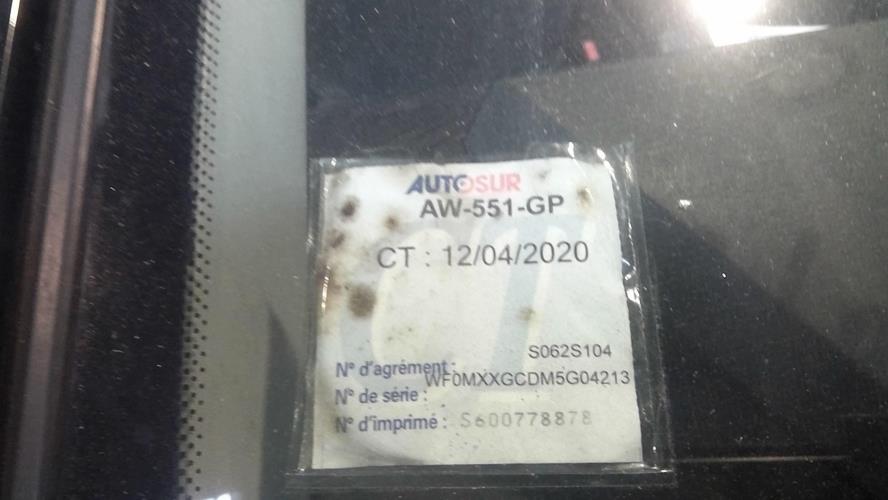 AUTOSUR
AW-551-GP
CT : 12/04/2020
N° d'agrément : S062S104
N° de série : WF0MXXGCDM5G04213
N° d'imprimé : S600778878